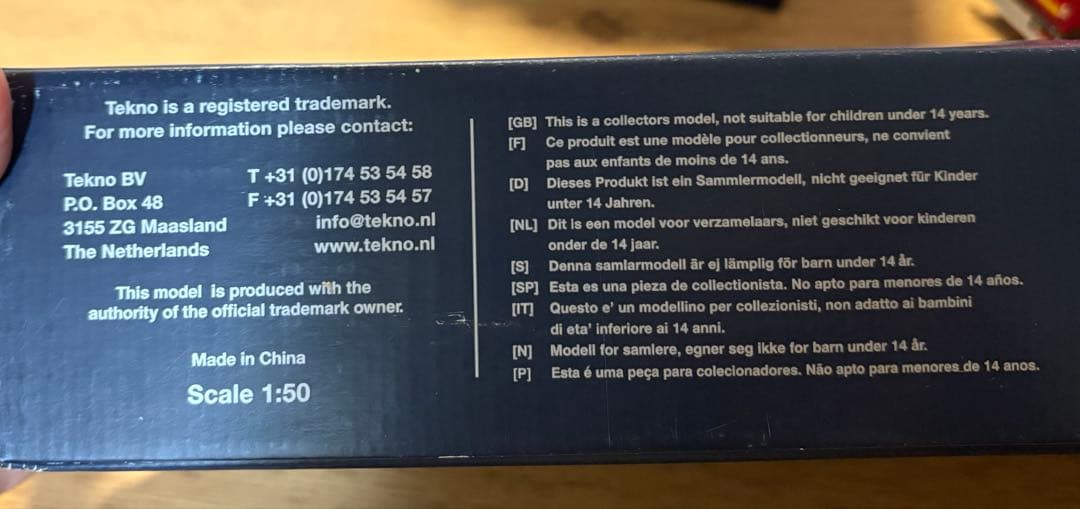 Tekno is a registered trademark.
For more information please contact:
Tekno BV
P.O. Box 48
3155 ZG Maasland
The Netherlands
T +31 (0)174 53 54 58
F +31 (0)174 53 54 57
info@tekno.nl
www.tekno.nl
This model is produced with the
authority of the official trademark owner.
Made in China
Scale 1:50
[GB] This is a collectors model, not suitable for children under 14 years.
[F] Ce produit est une modèle pour collectionneurs, ne convient
pas aux enfants de moins de 14 ans.
[D] Dieses Produkt ist ein Sammlermodell, nicht geeignet für Kinder
unter 14 Jahren.
[NL] Dit is een model voor verzamelaars, niet geschikt voor kinderen
onder de 14 jaar.
[S] Denna samlarmodell är ej lämplig för barn under 14 år.
[SP] Esta es una pieza de collectionista. No apto para menores de 14 años.
[IT] Questo e' un modellino per collezionisti, non adatto ai bambini
di eta' inferiore ai 14 anni.
[N] Modell for samlere, egner seg ikke for barn under 14 år.
[P] Esta é uma peça para colecionadores. Não apto para menores de 14 anos.